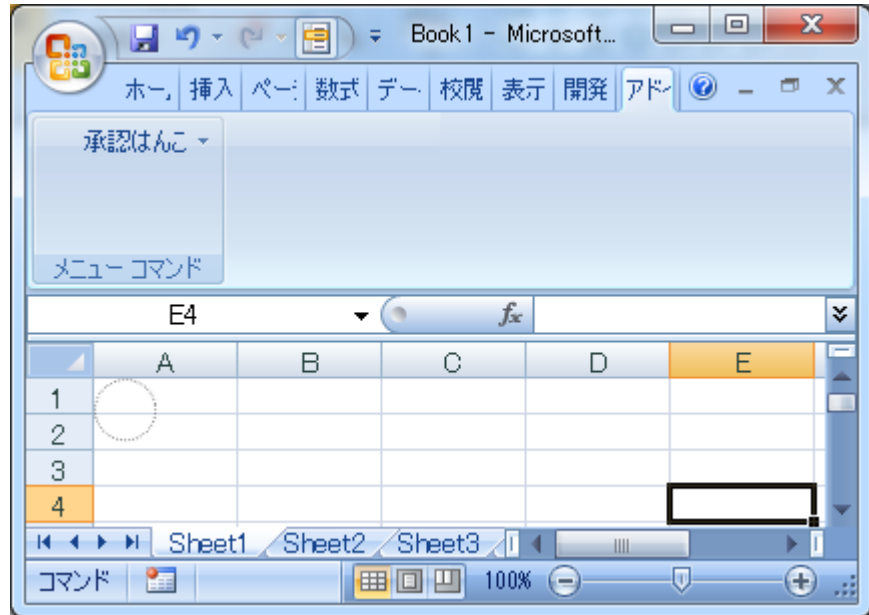 Book1 - Microsoft...
ホー 挿入 ペー 数式 デー 校閲 表示 開発 アド
承認はんこ
メニュー コマンド
E4 fx
A B C D E
1
2
3
4
Sheet1 Sheet2 Sheet3
コマンド 100%